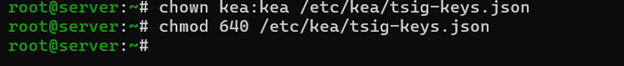 root@server:~# chown kea:kea /etc/kea/tsig-keys.json
root@server:~# chmod 640 /etc/kea/tsig-keys.json
root@server:~#